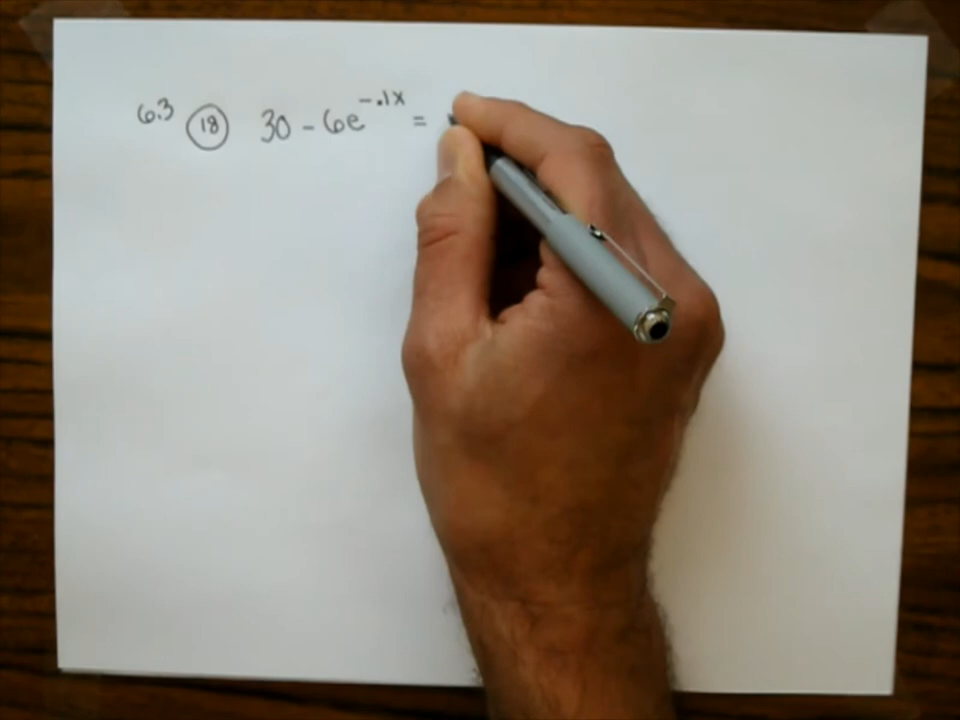 6.3 18 30 - 6e^-.1x =